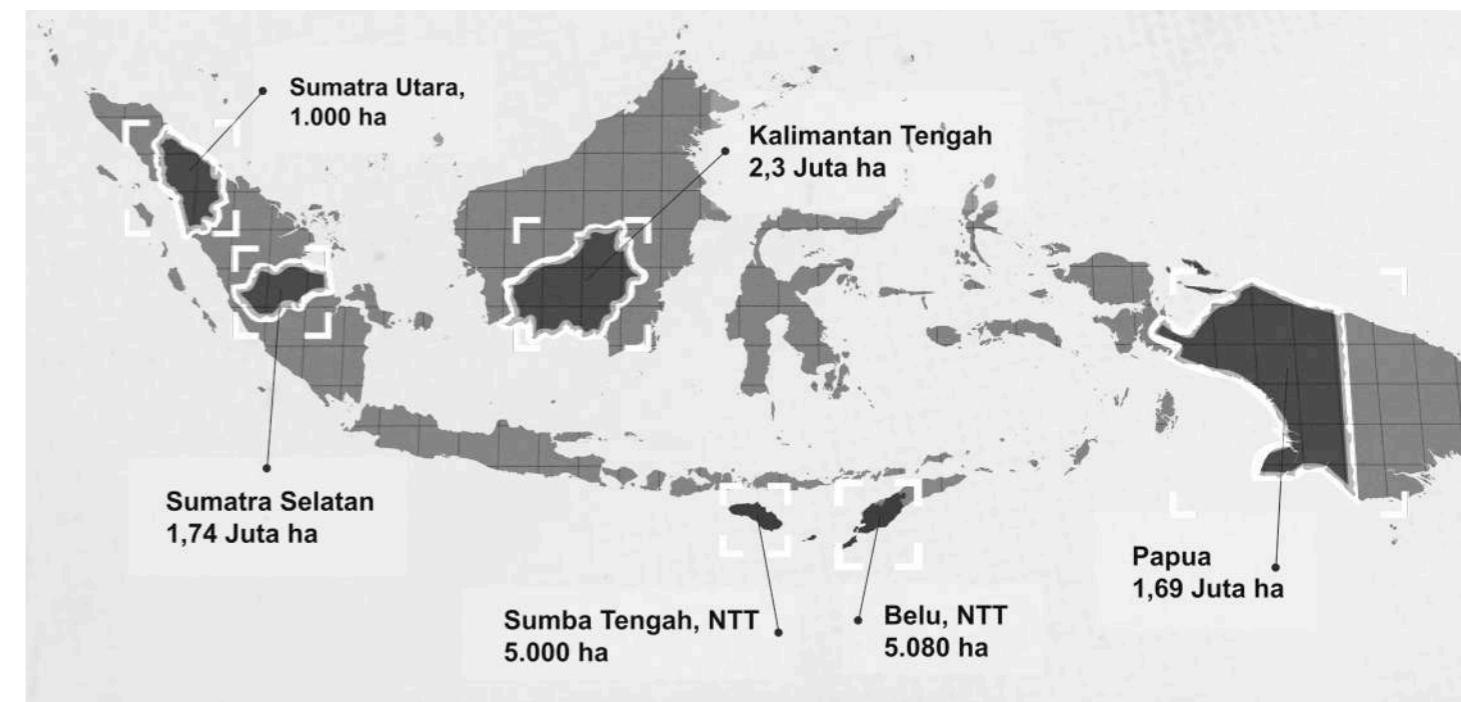 Sumatra Utara,
1.000 ha
Kalimantan Tengah
2,3 Juta ha
Sumatra Selatan
1,74 Juta ha
Sumba Tengah, NTT
5.000 ha
Belu, NTT
5.080 ha
Papua
1,69 Juta ha